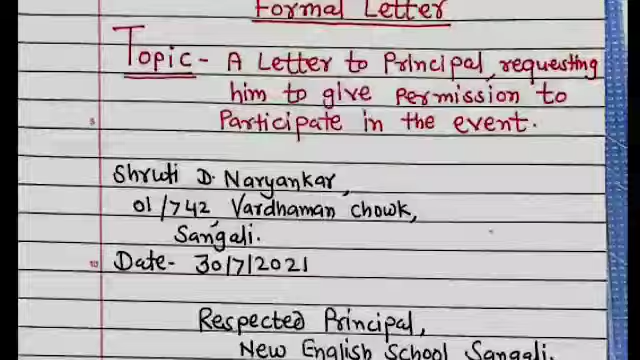 Formal Letter
Topic - A Letter to Principal, requesting
him to give permission to
Participate in the event.
Shruti D. Naryankar,
01/742, Vardhaman Chowk,
Sangali.
Date- 30/7/2021
Respected Principal,
New English School Sangali.